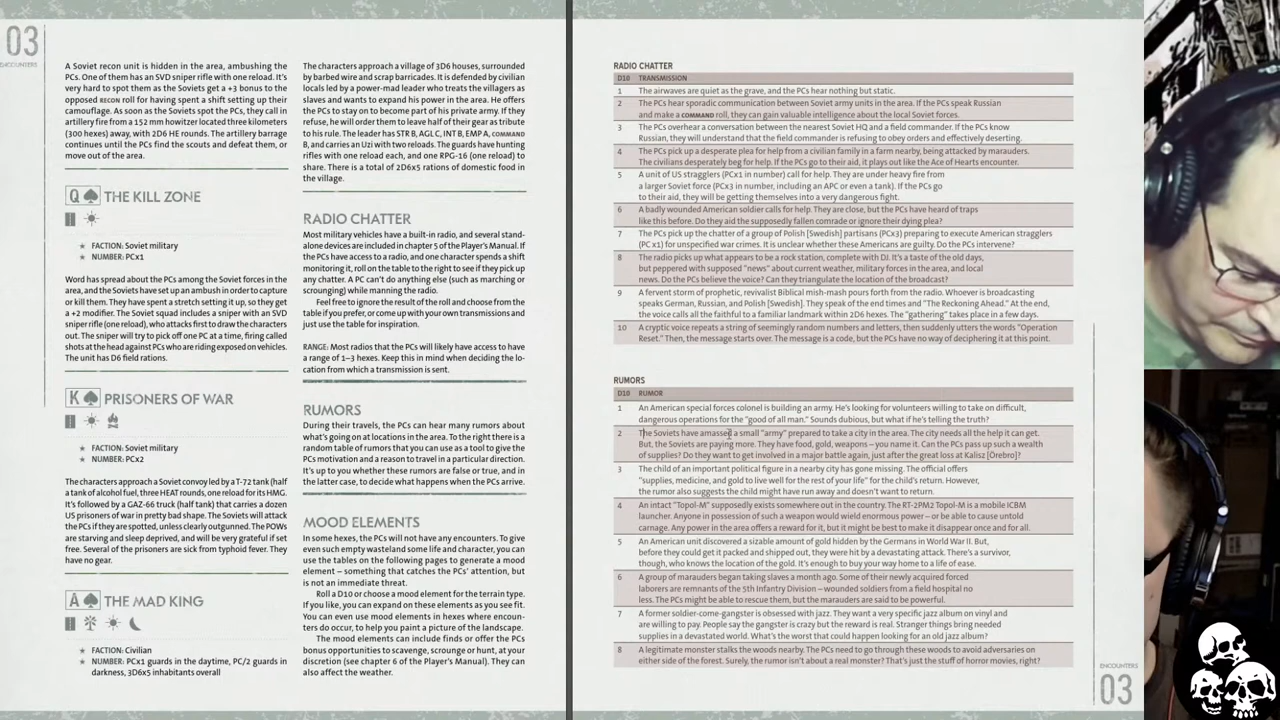 03
ENCOUNTERS
A Soviet recon unit is hidden in the area, ambushing the
PCs. One of them has an SVD sniper rifle with one reload. It's
very hard to spot them as the Soviets get a +3 bonus to the
opposed RECON roll for having spent a shift setting up their
camouflage. As soon as the Soviets spot the PCs, they call in
artillery fire from a 152 mm howitzer located three kilometers
(300 hexes) away, with 2D6 HE rounds. The artillery barrage
continues until the PCs find the scouts and defeat them, or
move out of the area.
Q THE KILL ZONE
FACTION: Soviet military
NUMBER: PCx1
Word has spread about the PCs among the Soviet forces in the
area, and the Soviets have set up an ambush in order to capture
or kill them. They have spent a stretch setting it up, so they get
a +2 modifier. The Soviet squad includes a sniper with an SVD
sniper rifle (one reload), who attacks first to draw the characters
out. The sniper will try to pick off one PC at a time, firing called
shots at the head against PCs who are riding exposed on vehicles.
The unit has D6 field rations.
K PRISONERS OF WAR
FACTION: Soviet military
NUMBER: PCx2
The characters approach a Soviet convoy led by a T-72 tank (half
a tank of alcohol fuel, three HEAT rounds, one reload for its HMG.
It's followed by a GAZ-66 truck (half tank) that carries a dozen
US prisoners of war in pretty bad shape. The Soviets will attack
the PCs if they are spotted, unless clearly outgunned. The POWs
are starving and sleep deprived, and will be very grateful if set
free. Several of the prisoners are sick from typhoid fever. They
have no gear.
A THE MAD KING
FACTION: Civilian
NUMBER: PCx1 guards in the daytime, PC/2 guards in
darkness, 3D6x5 inhabitants overall
The characters approach a village of 3D6 houses, surrounded
by barbed wire and scrap barricades. It is defended by civilian
locals led by a power-mad leader who treats the villagers as
slaves and wants to expand his power in the area. He offers
the PCs to stay on to become part of his private army. If they
refuse, he will order them to leave half of their gear as tribute
to his rule. The leader has STR B, AGL C, INT B, EMP A, COMMAND
B, and carries an Uzi with two reloads. The guards have hunting
rifles with one reload each, and one RPG-16 (one reload) to
share. There is a total of 2D6x5 rations of domestic food in
the village.
RADIO CHATTER
Most military vehicles have a built-in radio, and several stand-
alone devices are included in chapter 5 of the Player's Manual. If
the PCs have access to a radio, and one character spends a shift
monitoring it, roll on the table to the right to see if they pick up
any chatter. A PC can't do anything else (such as marching or
scrounging) while manning the radio.
Feel free to ignore the result of the roll and choose from the
table if you prefer, or come up with your own transmissions and
just use the table for inspiration.
RANGE: Most radios that the PCs will likely have access to have
a range of 1–3 hexes. Keep this in mind when deciding the lo-
cation from which a transmission is sent.
RUMORS
During their travels, the PCs can hear many rumors about
what's going on at locations in the area. To the right there is a
random table of rumors that you can use as a tool to give the
PCs motivation and a reason to travel in a particular direction.
It's up to you whether these rumors are false or true, and in
the latter case, to decide what happens when the PCs arrive.
MOOD ELEMENTS
In some hexes, the PCs will not have any encounters. To give
even such empty wasteland some life and character, you can
use the tables on the following pages to generate a mood
element – something that catches the PCs' attention, but
is not an immediate threat.
Roll a D10 or choose a mood element for the terrain type.
If you like, you can expand on these elements as you see fit.
You can even use mood elements in hexes where encoun-
ters do occur, to help you paint a picture of the landscape.
The mood elements can include finds or offer the PCs
bonus opportunities to scavenge, scrounge or hunt, at your
discretion (see chapter 6 of the Player's Manual). They can
also affect the weather.
RADIO CHATTER
D10 TRANSMISSION
1 The airwaves are quiet as the grave, and the PCs hear nothing but static.
2 The PCs hear sporadic communication between Soviet army units in the area. If the PCs speak Russian
and make a COMMAND roll, they can gain valuable intelligence about the local Soviet forces.
3 The PCs overhear a conversation between the nearest Soviet HQ and a field commander. If the PCs know
Russian, they will understand that the field commander is refusing to obey orders and effectively deserting.
4 The PCs pick up a desperate plea for help from a civilian family in a farm nearby, being attacked by marauders.
The civilians desperately beg for help. If the PCs go to their aid, it plays out like the Ace of Hearts encounter.
5 A unit of US stragglers (PCx1 in number) call for help. They are under heavy fire from
a larger Soviet force (PCx3 in number, including an APC or even a tank). If the PCs go
to their aid, they will be getting themselves into a very dangerous fight.
6 A badly wounded American soldier calls for help. They are close, but the PCs have heard of traps
like this before. Do they aid the supposedly fallen comrade or ignore their dying plea?
7 The PCs pick up the chatter of a group of Polish [Swedish] partisans (PCx3) preparing to execute American stragglers
(PC x1) for unspecified war crimes. It is unclear whether these Americans are guilty. Do the PCs intervene?
8 The radio picks up what appears to be a rock station, complete with DJ. It's a taste of the old days,
but peppered with supposed "news" about current weather, military forces in the area, and local
news. Do the PCs believe the voice? Can they triangulate the location of the broadcast?
9 A fervent storm of prophetic, revivalist Biblical mish-mash pours forth from the radio. Whoever is broadcasting
speaks German, Russian, and Polish [Swedish]. They speak of the end times and "The Reckoning Ahead." At the end,
the voice calls all the faithful to a familiar landmark within 2D6 hexes. The "gathering" takes place in a few days.
10 A cryptic voice repeats a string of seemingly random numbers and letters, then suddenly utters the words "Operation
Reset." Then, the message starts over. The message is a code, but the PCs have no way of deciphering it at this point.
RUMORS
D10 RUMOR
1 An American special forces colonel is building an army. He's looking for volunteers willing to take on difficult,
dangerous operations for the "good of all man." Sounds dubious, but what if he's telling the truth?
2 The Soviets have amassed a small "army" prepared to take a city in the area. The city needs all the help it can get.
But, the Soviets are paying more. They have food, gold, weapons – you name it. Can the PCs pass up such a wealth
of supplies? Do they want to get involved in a major battle again, just after the great loss at Kalisz [Örebro]?
3 The child of an important political figure in a nearby city has gone missing. The official offers
"supplies, medicine, and gold to live well for the rest of your life" for the child's return. However,
the rumor also suggests the child might have run away and doesn't want to return.
4 An intact "Topol-M" supposedly exists somewhere out in the country. The RT-2PM2 Topol-M is a mobile ICBM
launcher. Anyone in possession of such a weapon would wield enormous power – or be able to cause untold
carnage. Any power in the area offers a reward for it, but it might be best to make it disappear once and for all.
5 An American unit discovered a sizable amount of gold hidden by the Germans in World War II. But,
before they could get it packed and shipped out, they were hit by a devastating attack. There's a survivor,
though, who knows the location of the gold. It's enough to buy your way home to a life of ease.
6 A group of marauders began taking slaves a month ago. Some of their newly acquired forced
laborers are remnants of the 5th Infantry Division – wounded soldiers from a field hospital no
less. The PCs might be able to rescue them, but the marauders are said to be powerful.
7 A former soldier-come-gangster is obsessed with jazz. They want a very specific jazz album on vinyl and
are willing to pay. People say the gangster is crazy but the reward is real. Stranger things bring needed
supplies in a devastated world. What's the worst that could happen looking for an old jazz album?
8 A legitimate monster stalks the woods nearby. The PCs need to go through these woods to avoid adversaries on
either side of the forest. Surely, the rumor isn't about a real monster? That's just the stuff of horror movies, right?
ENCOUNTERS
03